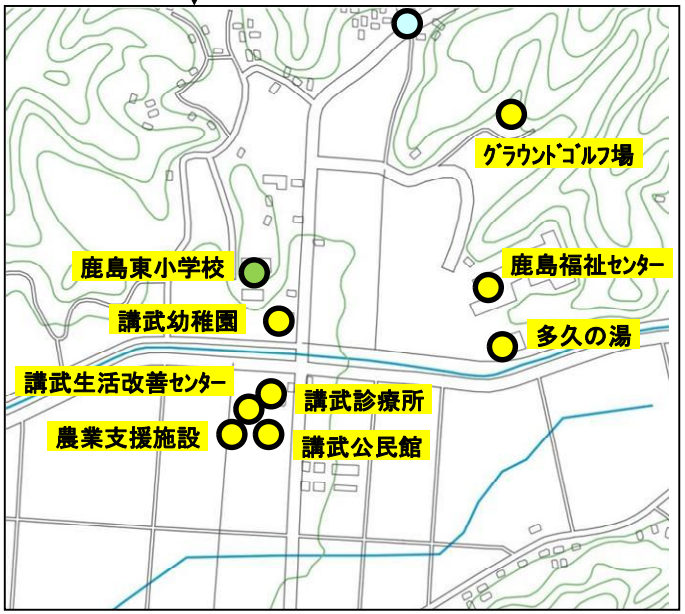 ｸﾞﾗｳﾝﾄﾞｺﾞﾙﾌ場
鹿島東小学校
鹿島福祉ｾﾝﾀｰ
講武幼稚園
多久の湯
講武生活改善ｾﾝﾀｰ
講武診療所
農業支援施設
講武公民館